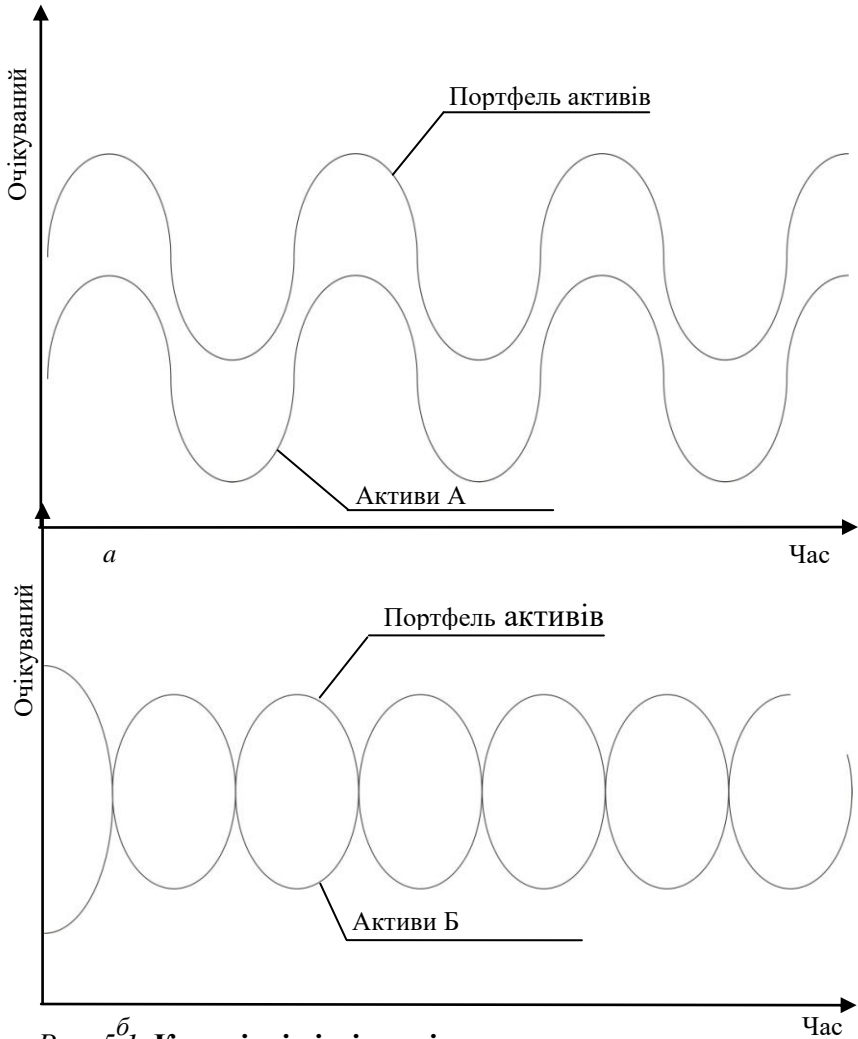 Очікуваний
Портфель активів
Активи А
а
Час
Очікуваний
Портфель активів
Активи Б
б
Час